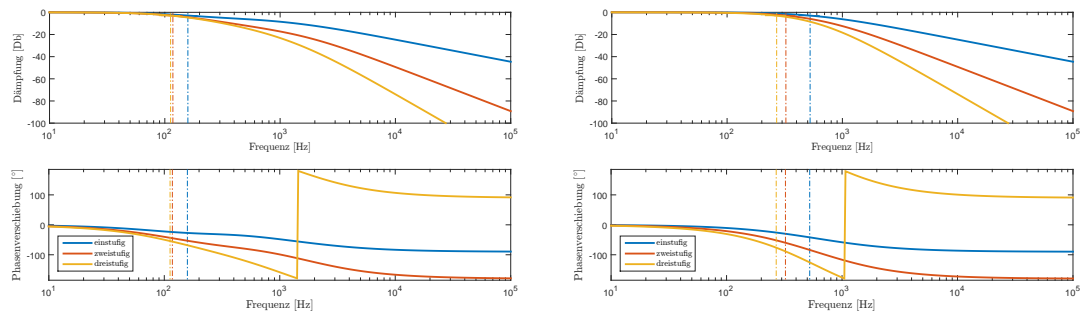 0
-20
-40
-60
-80
-100
Dämpfung [Db]
10^1
10^2
10^3
10^4
10^5
Frequenz [Hz]
0
-20
-40
-60
-80
-100
Dämpfung [Db]
10^1
10^2
10^3
10^4
10^5
Frequenz [Hz]
100
0
-100
Phasenverschiebung [°]
einstufig
zweistufig
dreistufig
10^1
10^2
10^3
10^4
10^5
Frequenz [Hz]
100
0
-100
Phasenverschiebung [°]
einstufig
zweistufig
dreistufig
10^1
10^2
10^3
10^4
10^5
Frequenz [Hz]